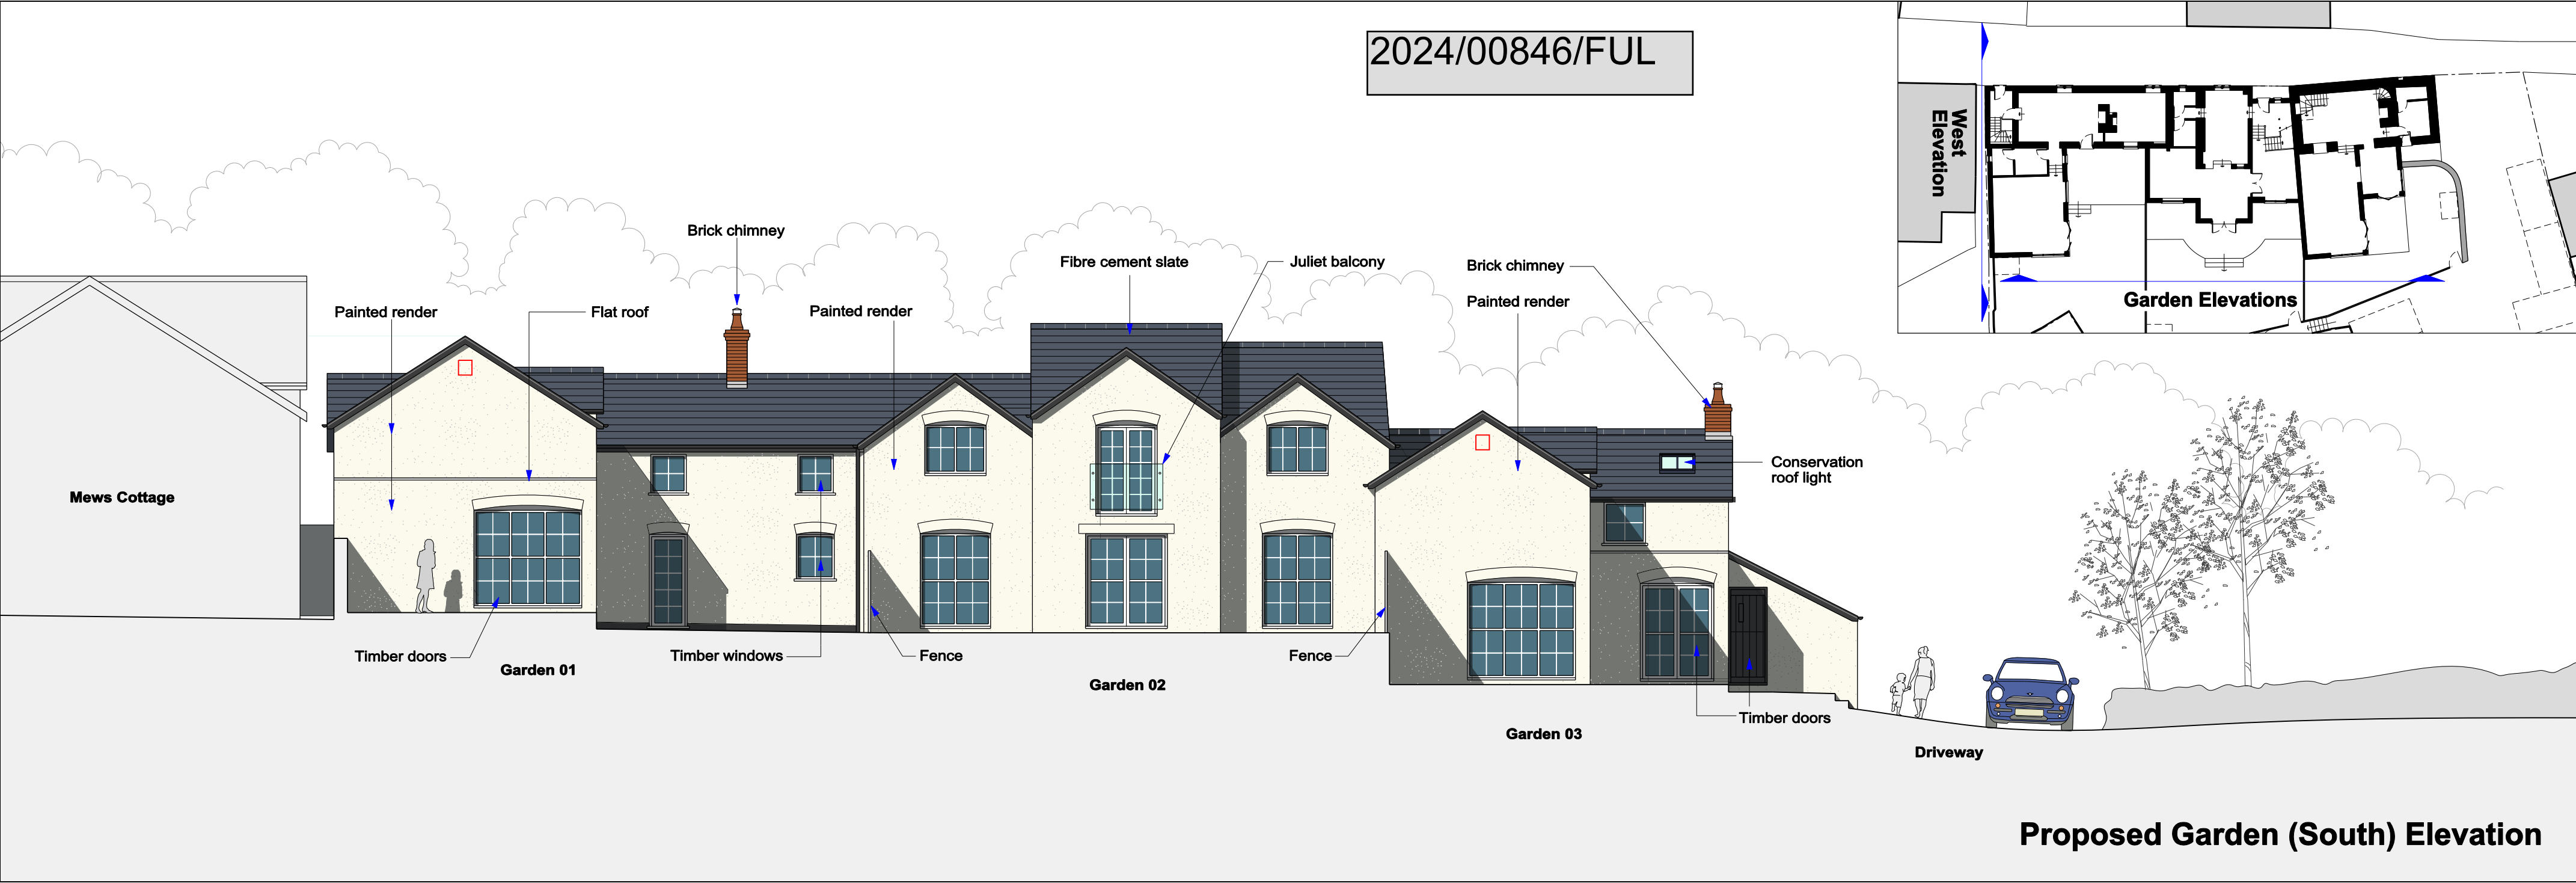 2024/00846/FUL
West
Elevation
Garden Elevations
Brick chimney
Fibre cement slate
Juliet balcony
Brick chimney
Painted render
Flat roof
Painted render
Painted render
Conservation
roof light
Mews Cottage
Timber doors
Garden 01
Timber windows
Fence
Garden 02
Fence
Garden 03
Timber doors
Driveway
Proposed Garden (South) Elevation